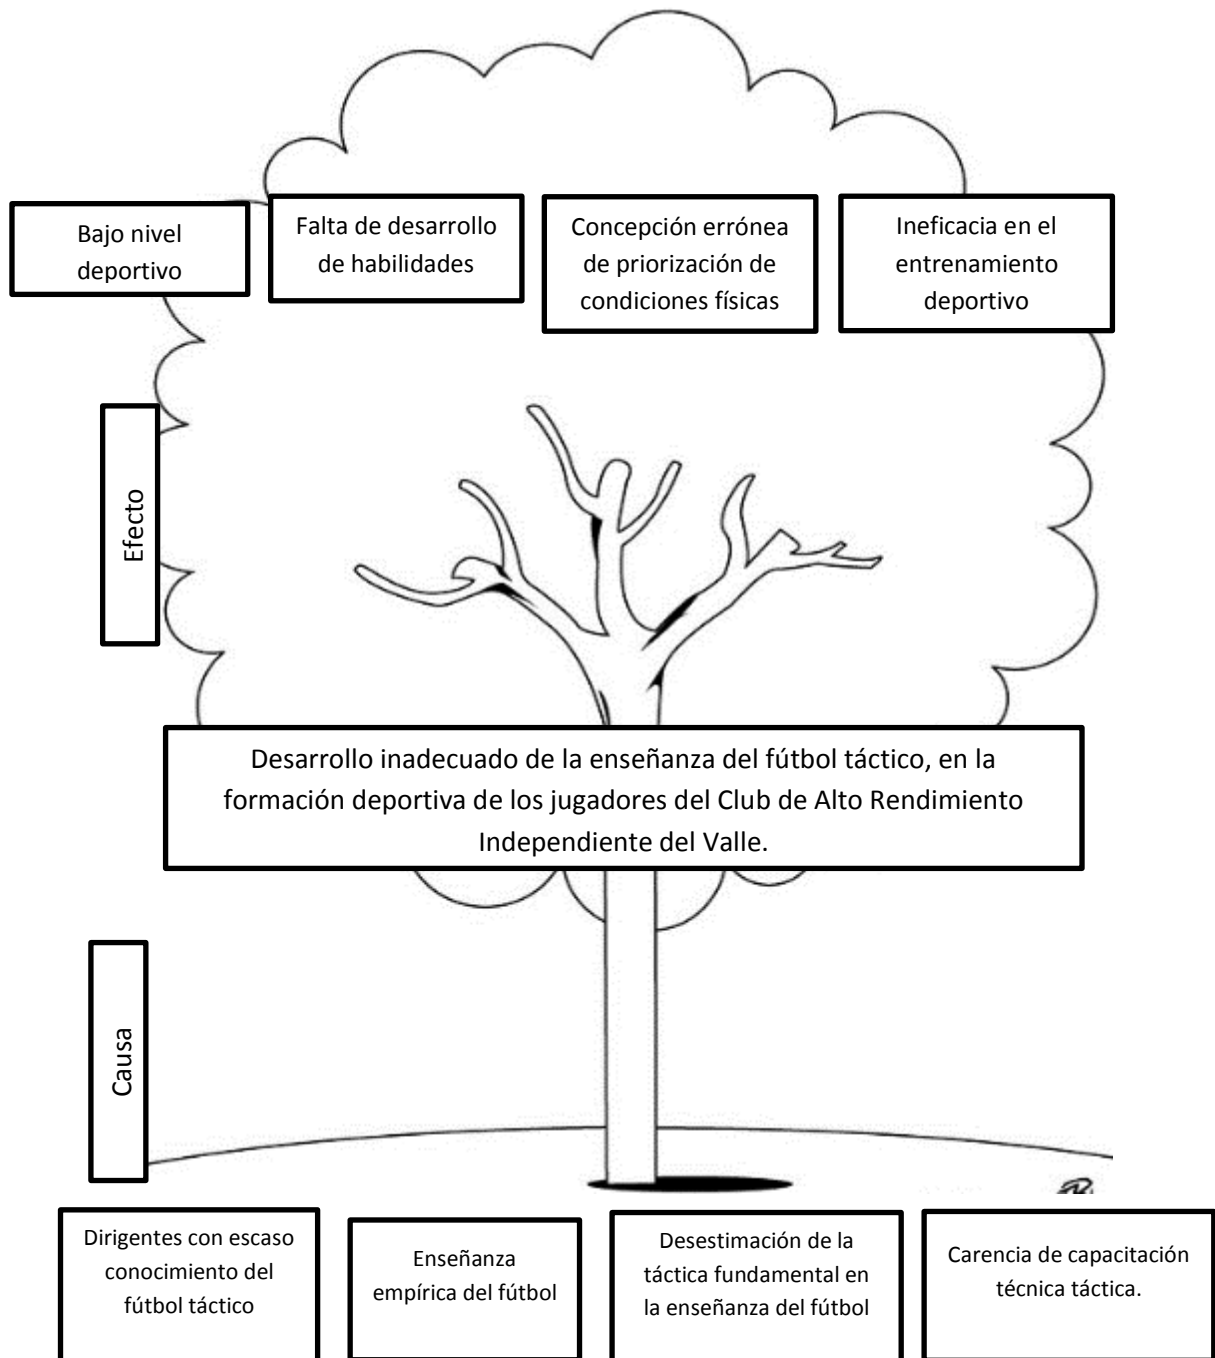 Bajo nivel
deportivo
Falta de desarrollo
de habilidades
Concepción errónea
de priorización de
condiciones físicas
Ineficacia en el
entrenamiento
deportivo
Efecto
Desarrollo inadecuado de la enseñanza del fútbol táctico, en la
formación deportiva de los jugadores del Club de Alto Rendimiento
Independiente del Valle.
Causa
Dirigentes con escaso
conocimiento del
fútbol táctico
Enseñanza
empírica del fútbol
Desestimación de la
táctica fundamental en
la enseñanza del fútbol
Carencia de capacitación
técnica táctica.